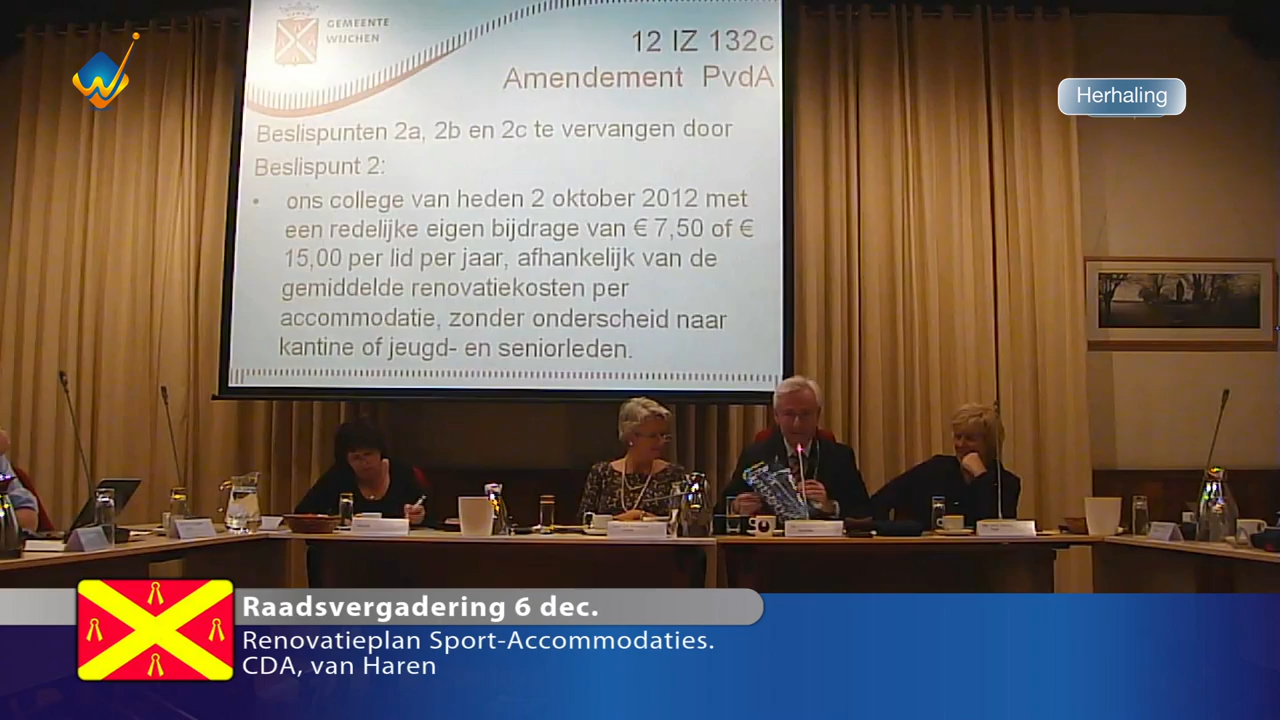 GEMEENTE
WIJCHEN
12 IZ 132c
Amendement PvdA
Herhaling
Beslispunten 2a, 2b en 2c te vervangen door
Beslispunt 2:
• ons college van heden 2 oktober 2012 met
een redelijke eigen bijdrage van € 7,50 of €
15,00 per lid per jaar, afhankelijk van de
gemiddelde renovatiekosten per
accommodatie, zonder onderscheid naar
kantine of jeugd- en seniorleden.
Raadsvergadering 6 dec.
Renovatieplan Sport-Accommodaties.
CDA, van Haren